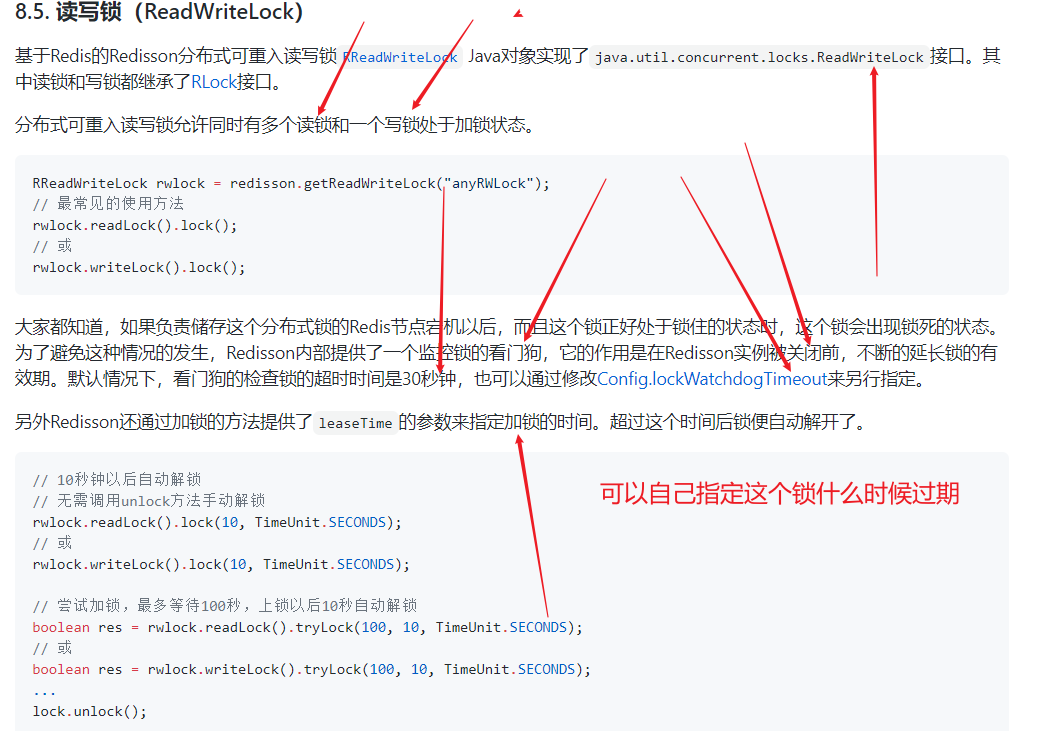 8.5. 读写锁（ReadWriteLock）
基于Redis的Redisson分布式可重入读写锁 RReadWriteLock Java对象实现了 java.util.concurrent.locks.ReadWriteLock 接口。其
中读锁和写锁都继承了RLock接口。
分布式可重入读写锁允许同时有多个读锁和一个写锁处于加锁状态。
RReadWriteLock rwlock = redisson.getReadWriteLock("anyRWLock");
// 最常见的使用方法
rwlock.readLock().lock();
// 或
rwlock.writeLock().lock();
大家都知道，如果负责储存这个分布式锁的Redis节点宕机以后，而且这个锁正好处于锁住的状态时，这个锁会出现锁死的状态。
为了避免这种情况的发生，Redisson内部提供了一个监控锁的看门狗，它的作用是在Redisson实例被关闭前，不断的延长锁的有
效期。默认情况下，看门狗的检查锁的超时时间是30秒钟，也可以通过修改Config.lockWatchdogTimeout来另行指定。
另外Redisson还通过加锁的方法提供了 leaseTime 的参数来指定加锁的时间。超过这个时间后锁便自动解开了。
// 10秒钟以后自动解锁
// 无需调用unlock方法手动解锁
rwlock.readLock().lock(10, TimeUnit.SECONDS);
// 或
rwlock.writeLock().lock(10, TimeUnit.SECONDS);
可以自己指定这个锁什么时候过期
// 尝试加锁，最多等待100秒，上锁以后10秒自动解锁
boolean res = rwlock.readLock().tryLock(100, 10, TimeUnit.SECONDS);
// 或
boolean res = rwlock.writeLock().tryLock(100, 10, TimeUnit.SECONDS);
...
lock.unlock();